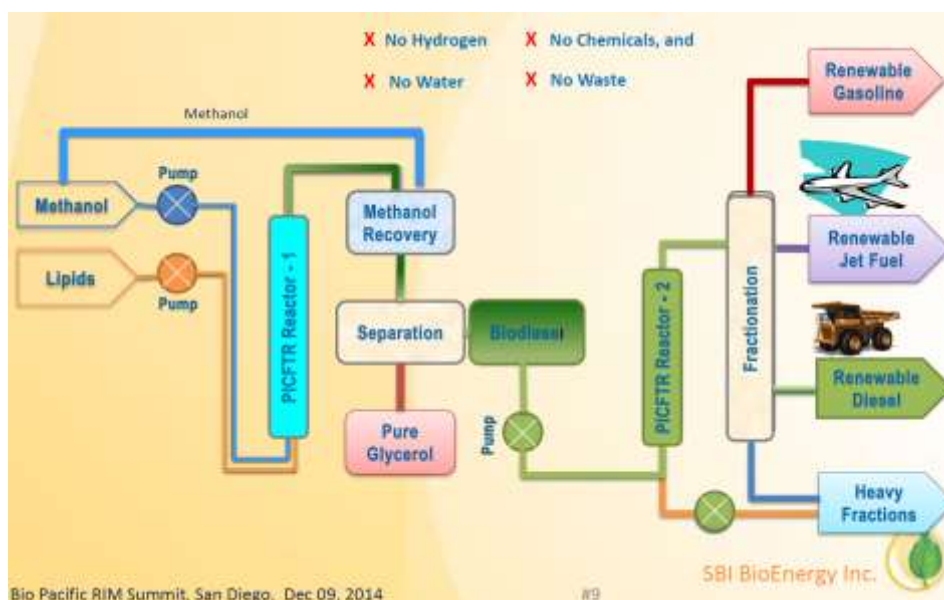 X No Hydrogen
X No Chemicals, and
X No Water
X No Waste
Methanol
Pump
Methanol
Lipids
Pump
PICFTR Reactor - 1
Methanol
Recovery
Separation
Biodiesel
Pure
Glycerol
Pump
PICFTR Reactor - 2
Fractionation
Renewable
Gasoline
Renewable
Jet Fuel
Renewable
Diesel
Heavy
Fractions
SBI BioEnergy Inc.
Bio Pacific RIM Summit, San Diego, Dec 09, 2014
#9